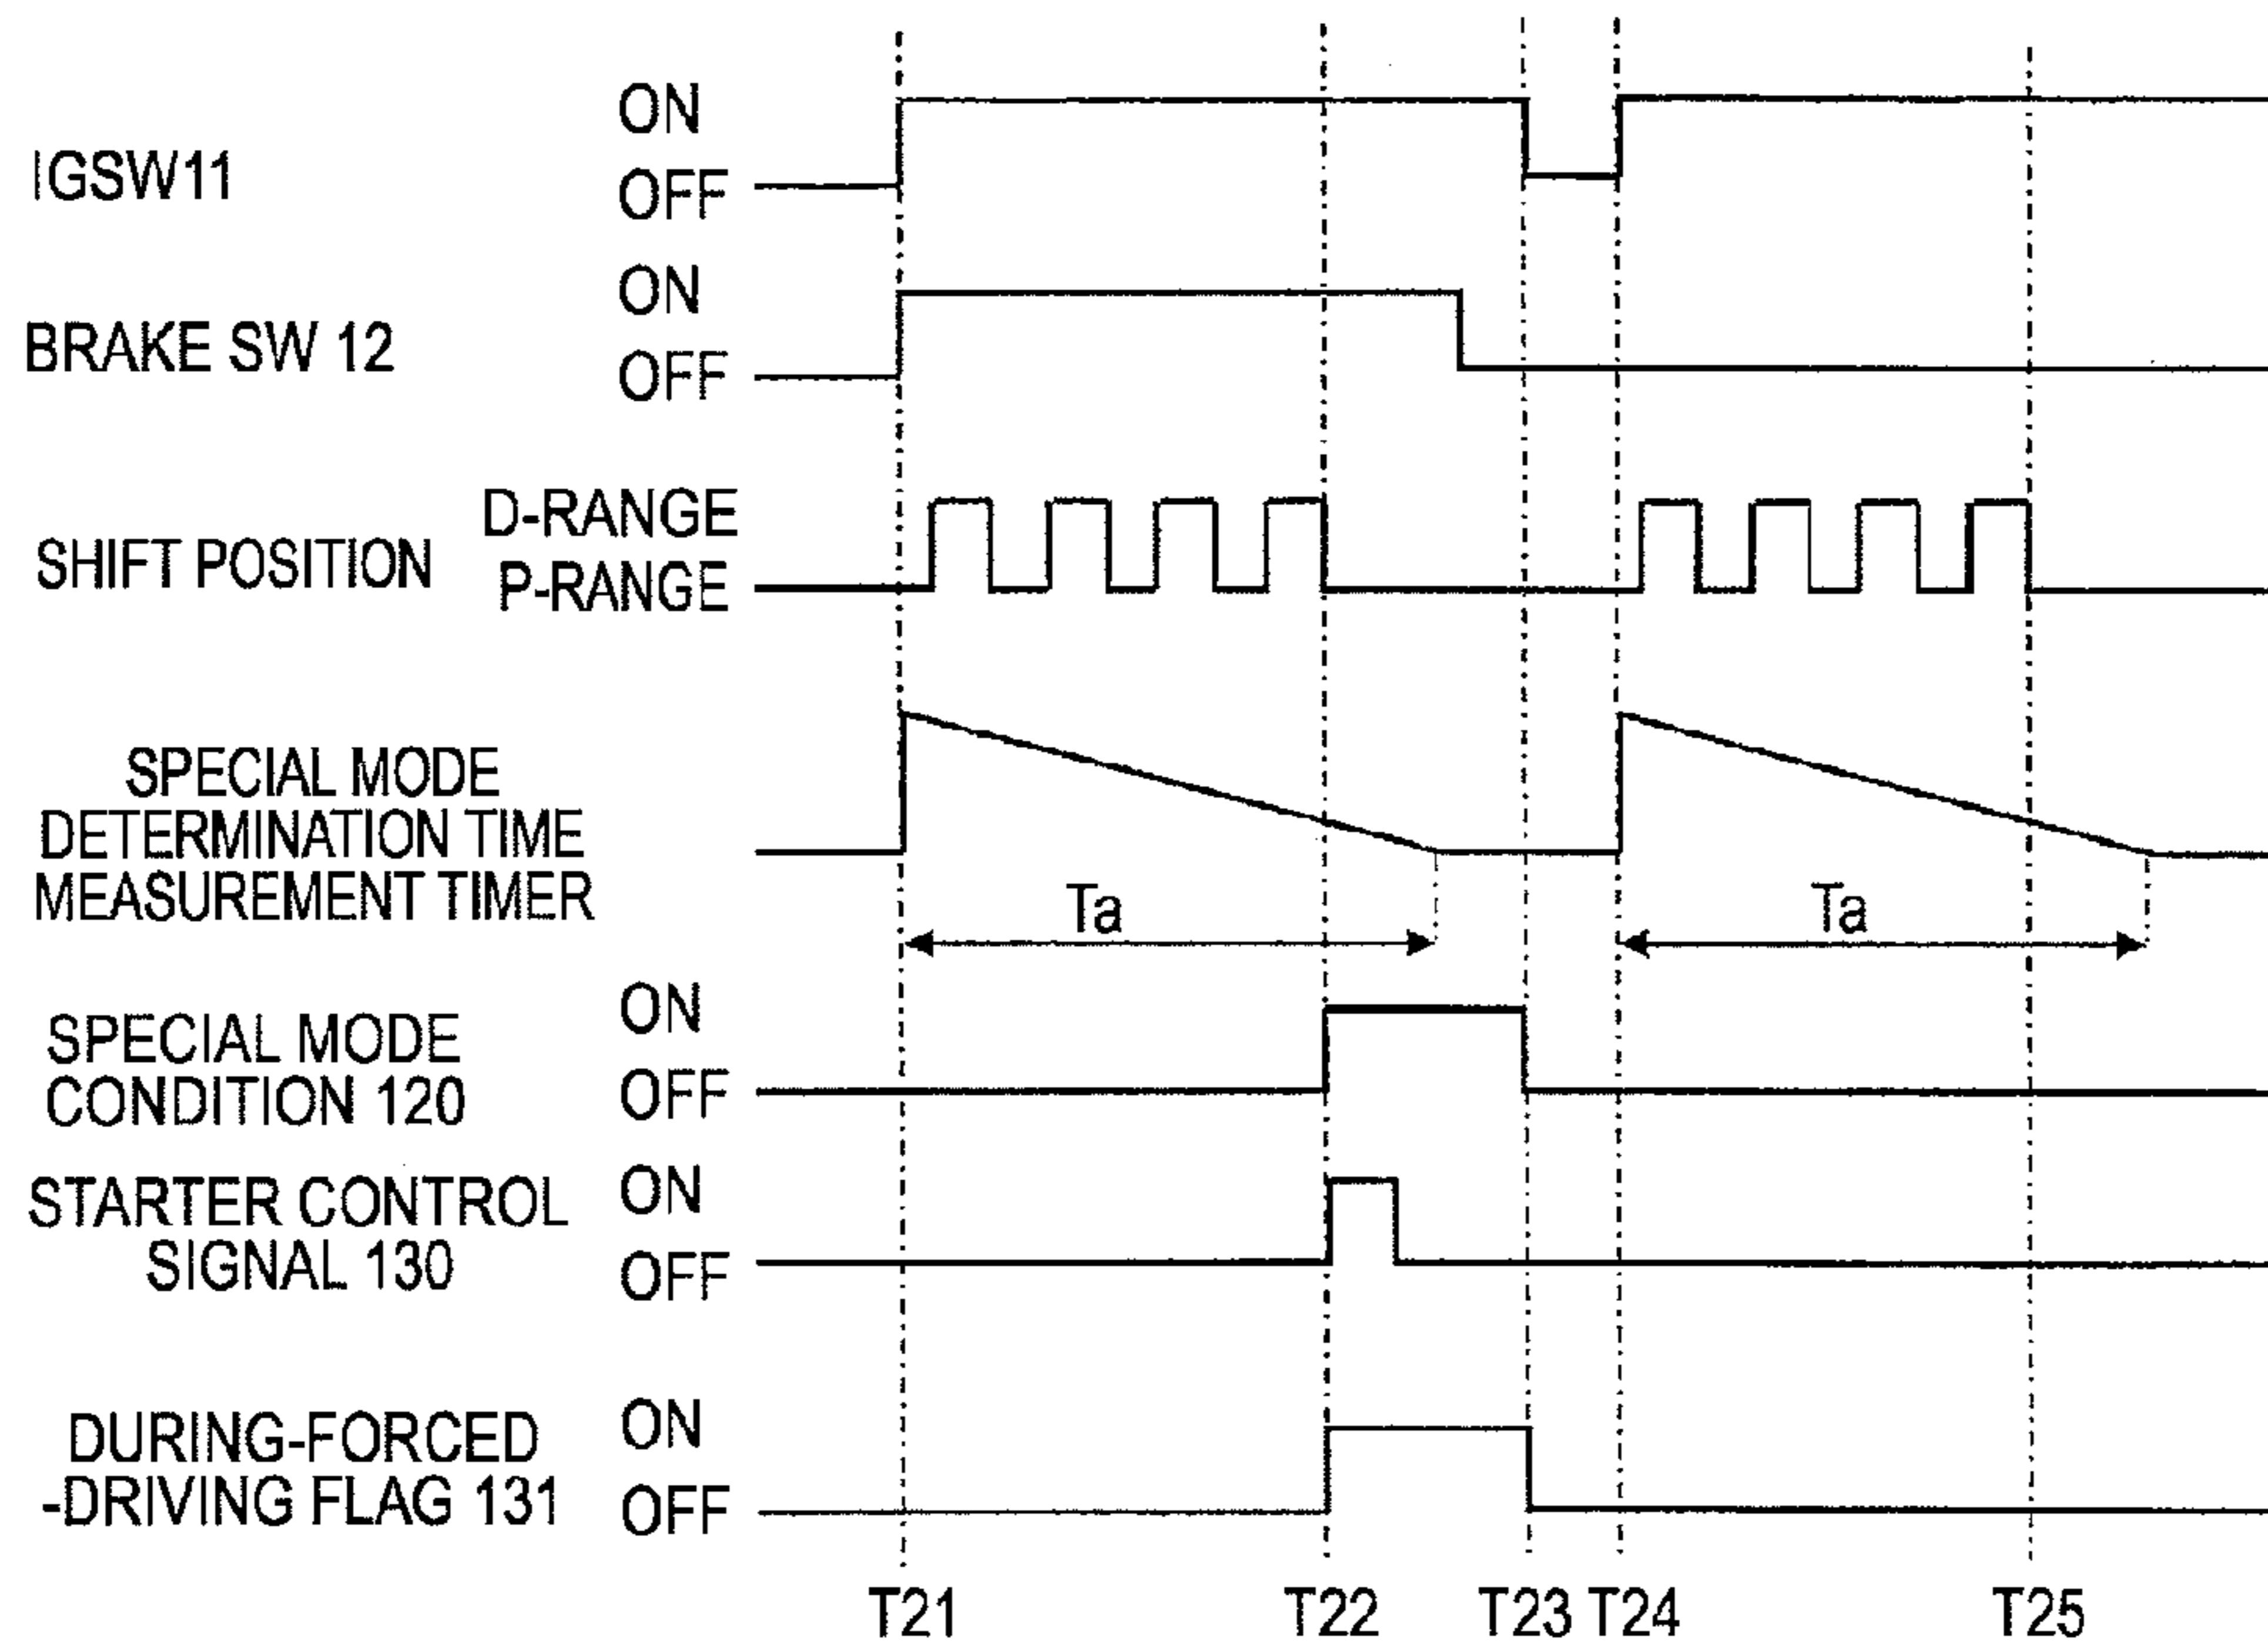 IGSW11
ON
OFF
BRAKE SW 12
ON
OFF
SHIFT POSITION
D-RANGE
P-RANGE
SPECIAL MODE
DETERMINATION TIME
MEASUREMENT TIMER
Ta
Ta
SPECIAL MODE
CONDITION 120
ON
OFF
STARTER CONTROL
SIGNAL 130
ON
OFF
DURING-FORCED
-DRIVING FLAG 131
ON
OFF
T21
T22
T23
T24
T25